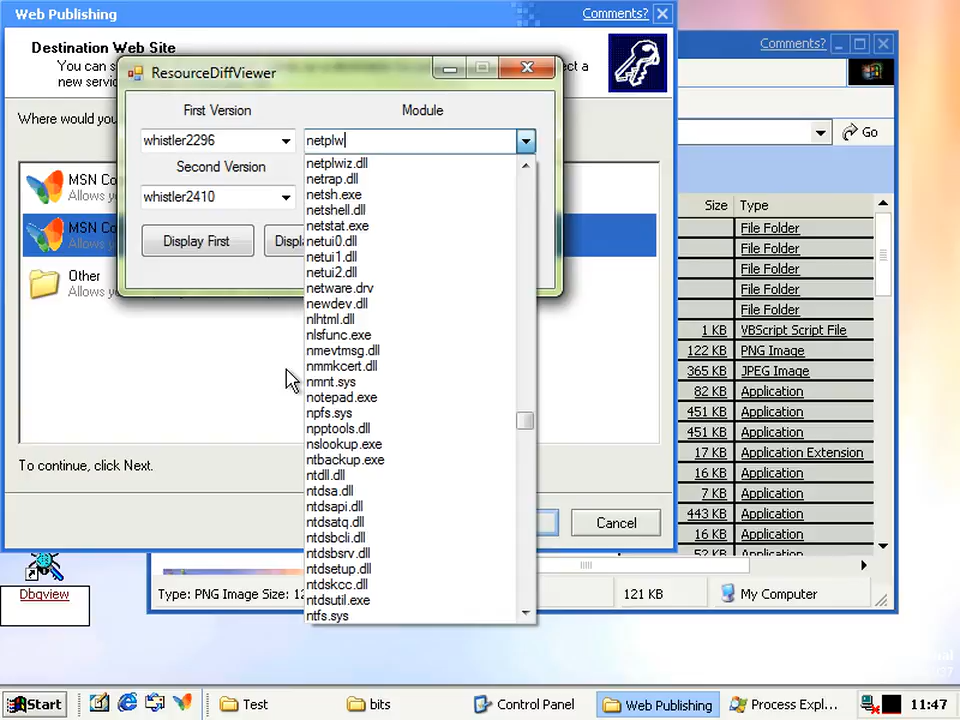 Web Publishing
Comments?
Destination Web Site
You can s
ct a
new servi
Where would you
MSN Co
Allows y
MSN C
Allows y
Other
Allows y
To continue, click Next.
Cancel
ResourceDiffViewer
First Version
Module
whistler2296
netplw
Second Version
whistler2410
Display First
Displ
netplwiz.dll
netrap.dll
netsh.exe
netshell.dll
netstat.exe
netui0.dll
netui1.dll
netui2.dll
netware.drv
newdev.dll
nlhtml.dll
nlsfunc.exe
nmevtmsg.dll
nmmkcert.dll
nmnt.sys
notepad.exe
npfs.sys
npptools.dll
nslookup.exe
ntbackup.exe
ntdll.dll
ntdsa.dll
ntdsapi.dll
ntdsatq.dll
ntdsbcli.dll
ntdsbsrv.dll
ntdsetup.dll
ntdskcc.dll
ntdsutil.exe
ntfs.sys
Comments?
Go
Size Type
File Folder
File Folder
File Folder
File Folder
File Folder
1 KB VBScript Script File
122 KB PNG Image
365 KB JPEG Image
82 KB Application
451 KB Application
451 KB Application
17 KB Application Extension
16 KB Application
7 KB Application
443 KB Application
16 KB Application
52 KB Application
Type: PNG Image Size: 12
121 KB
My Computer
Dbgview
Start
Test
bits
Control Panel
Web Publishing
Process Expl...
11:47